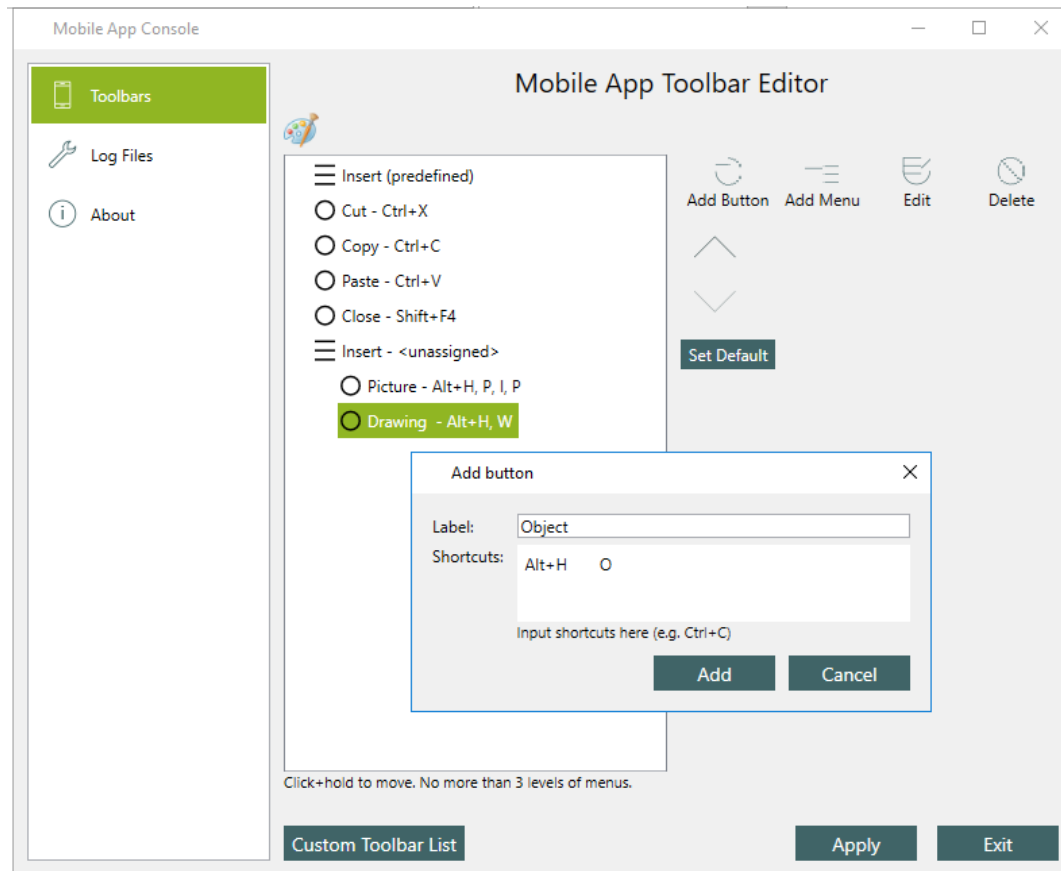 Mobile App Console
Toolbars
Log Files
About
Mobile App Toolbar Editor
Insert (predefined)
Cut - Ctrl+X
Copy - Ctrl+C
Paste - Ctrl+V
Close - Shift+F4
Insert - <unassigned>
Picture - Alt+H, P, I, P
Drawing - Alt+H, W
Add Button Add Menu Edit Delete
Set Default
Add button
Label: Object
Shortcuts: Alt+H O
Input shortcuts here (e.g. Ctrl+C)
Add Cancel
Click+hold to move. No more than 3 levels of menus.
Custom Toolbar List Apply Exit